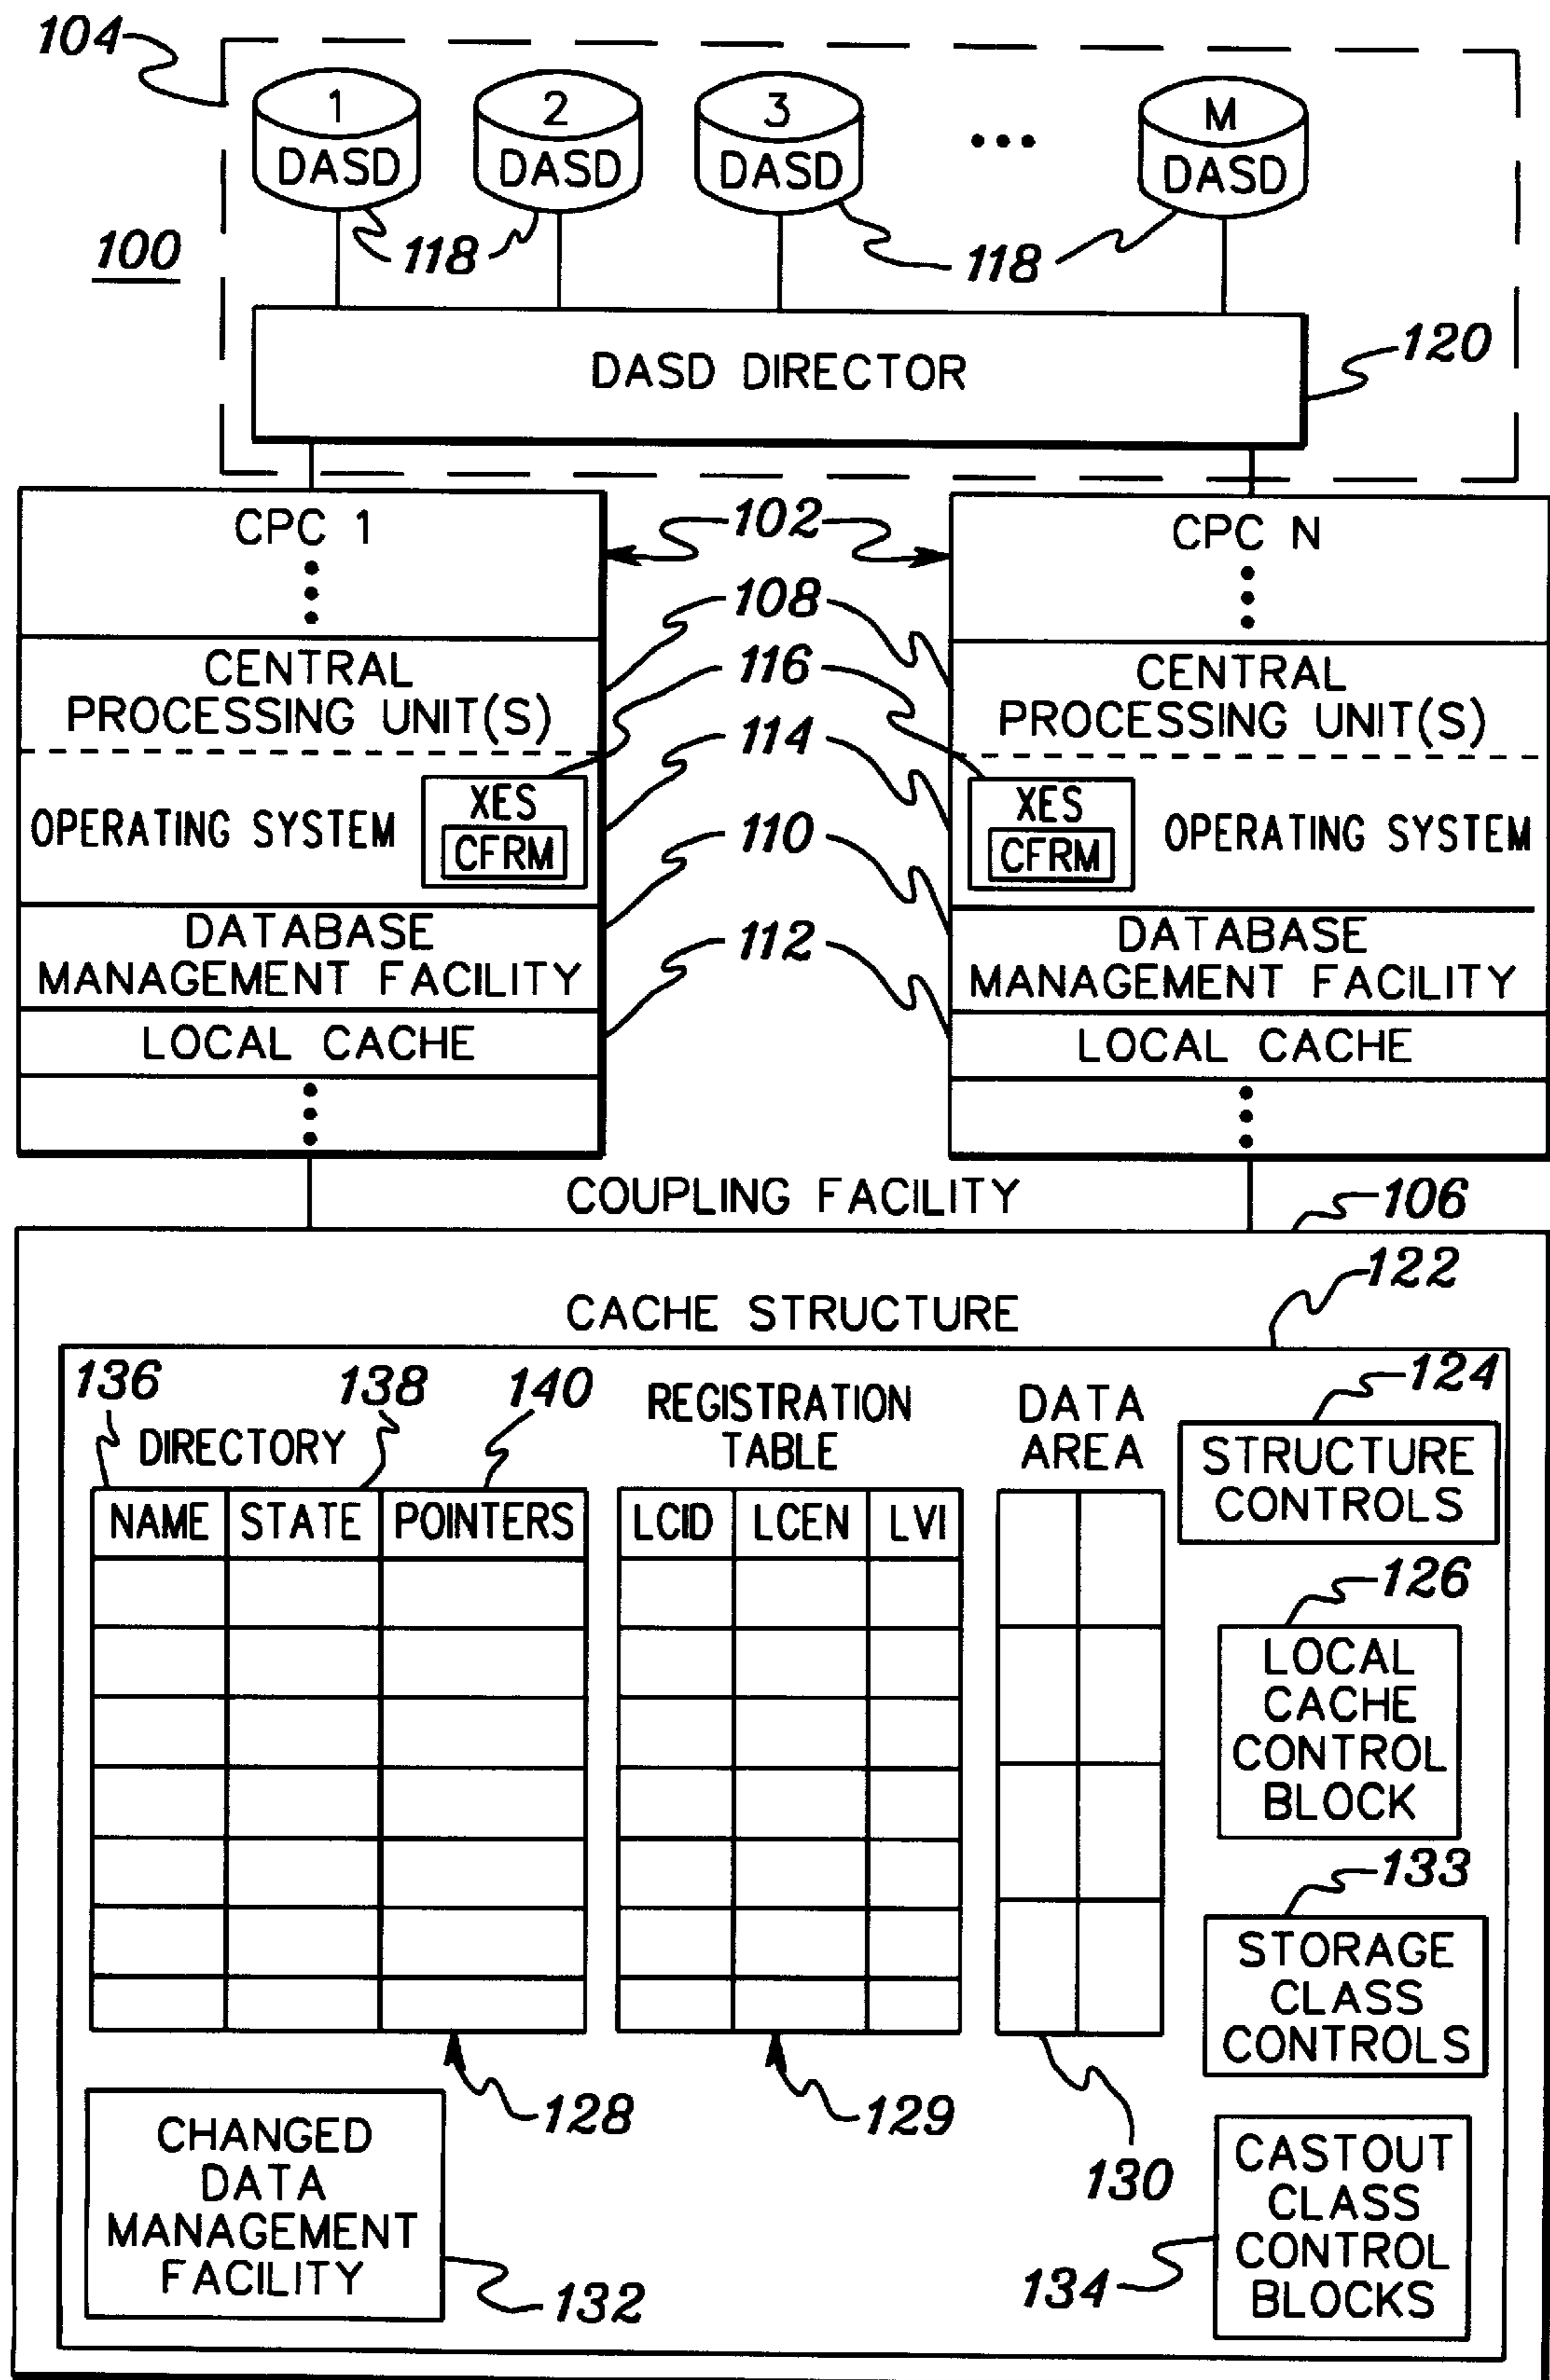 104
1
DASD
2
DASD
3
DASD
M
DASD
118
118
100
DASD DIRECTOR
120
CPC 1
CENTRAL
PROCESSING UNIT(S)
OPERATING SYSTEM
XES
CFRM
DATABASE
MANAGEMENT FACILITY
LOCAL CACHE
102
108
116
114
110
112
CPC N
CENTRAL
PROCESSING UNIT(S)
XES
CFRM
OPERATING SYSTEM
DATABASE
MANAGEMENT FACILITY
LOCAL CACHE
COUPLING FACILITY
106
122
CACHE STRUCTURE
136
138
140
DIRECTORY
NAME STATE POINTERS
REGISTRATION
TABLE
LCID LCEN LVI
DATA
AREA
124
STRUCTURE
CONTROLS
126
LOCAL
CACHE
CONTROL
BLOCK
133
STORAGE
CLASS
CONTROLS
128
129
130
CHANGED
DATA
MANAGEMENT
FACILITY
132
134
CASTOUT
CLASS
CONTROL
BLOCKS